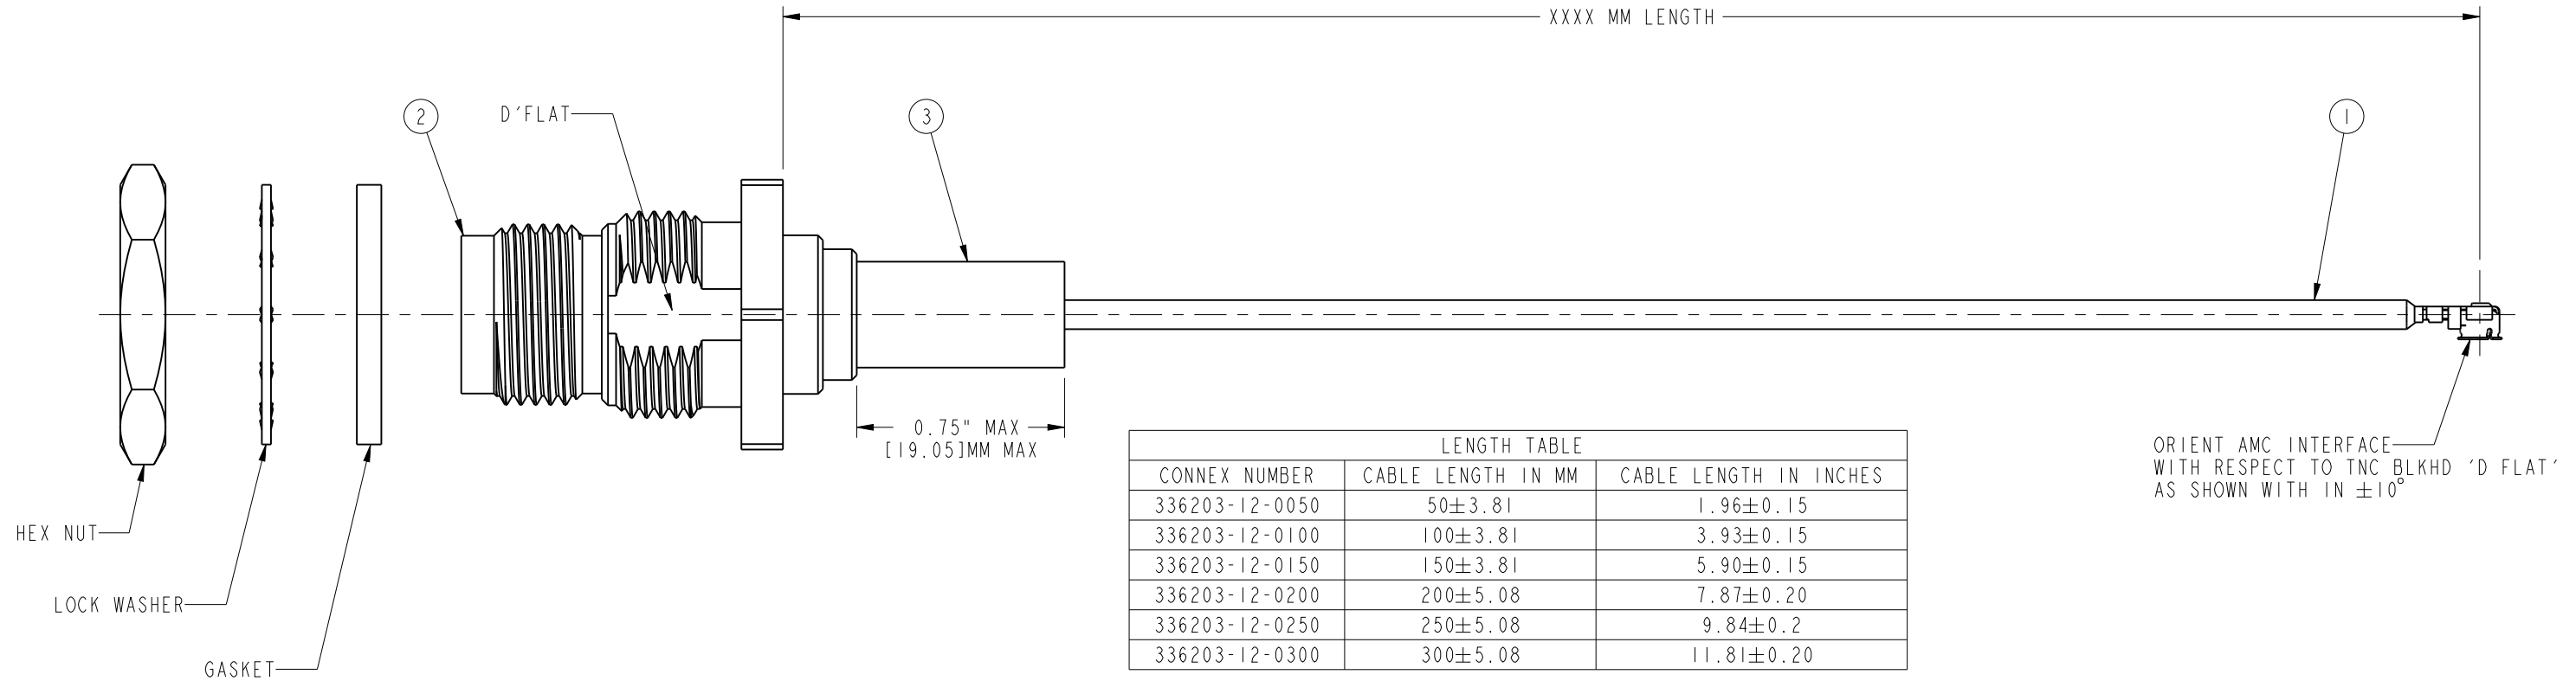 XXXX MM LENGTH
2
D'FLAT
3
1
0.75" MAX
[19.05]MM MAX
HEX NUT
LOCK WASHER
GASKET
LENGTH TABLE
CONNEX NUMBER CABLE LENGTH IN MM CABLE LENGTH IN INCHES
336203-12-0050 50±3.81 1.96±0.15
336203-12-0100 100±3.81 3.93±0.15
336203-12-0150 150±3.81 5.90±0.15
336203-12-0200 200±5.08 7.87±0.20
336203-12-0250 250±5.08 9.84±0.2
336203-12-0300 300±5.08 11.81±0.20
ORIENT AMC INTERFACE
WITH RESPECT TO TNC BLKHD 'D FLAT'
AS SHOWN WITH IN ±10°